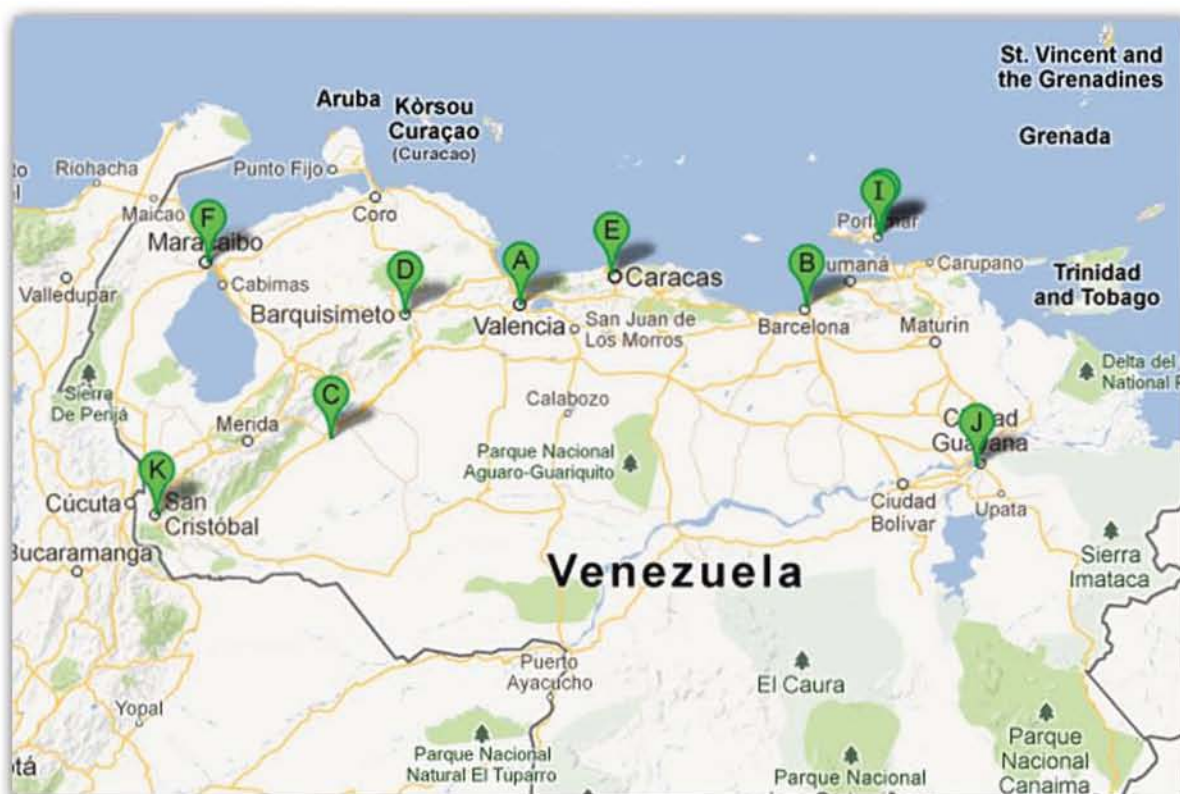 St. Vincent and
the Grenadines
Aruba
Kòrsou
Curaçao
(Curacao)
Grenada
Riohacha
Punto Fijo
Maicao
Coro
F
I
E
D
A
B
Maracaibo
Carupano
Valledupar
Cabimas
Caracas
Trinidad
and Tobago
Barquisimeto
Valencia
San Juan de
Los Morros
Barcelona
Maturin
Delta del
National
Sierra
De Perijá
C
Calabozo
Merida
J
Parque Nacional
Aguaro-Guariquito
K
Cúcuta
San
Cristóbal
Ciudad
Bolívar
Upata
Bucaramanga
Venezuela
Sierra
Imataca
Puerto
Ayacucho
El Caura
Yopal
Parque Nacional
Natural El Tuparro
Parque Nacional
Parque
Nacional
Canaima